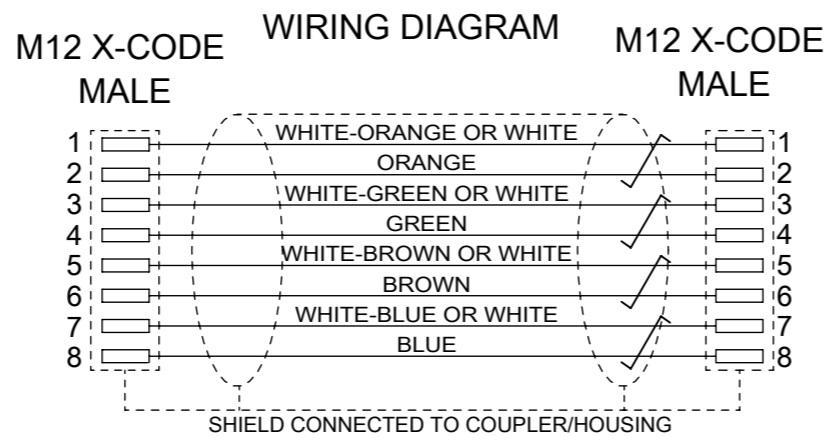 WIRING DIAGRAM
M12 X-CODE
MALE
M12 X-CODE
MALE
1 WHITE-ORANGE OR WHITE 1
2 ORANGE 2
3 WHITE-GREEN OR WHITE 3
4 GREEN 4
5 WHITE-BROWN OR WHITE 5
6 BROWN 6
7 WHITE-BLUE OR WHITE 7
8 BLUE 8
SHIELD CONNECTED TO COUPLER/HOUSING